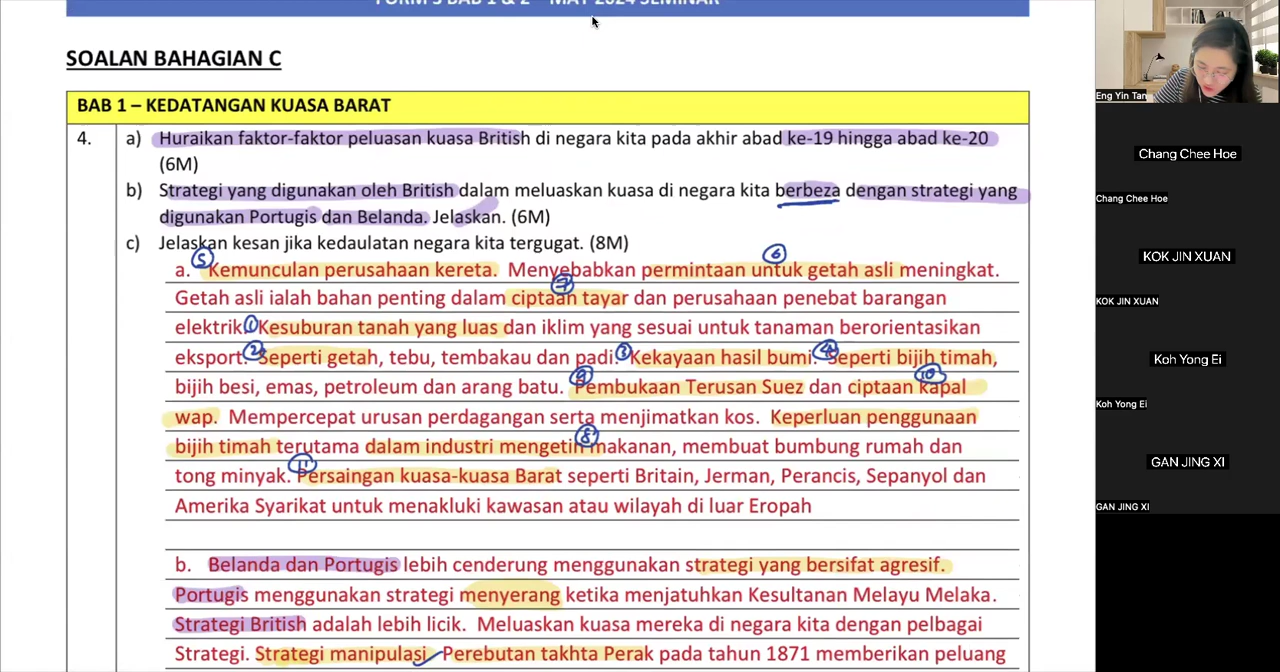 FORM 5 BAB 1 & 2 – MAY 2024 SEMINAR
SOALAN BAHAGIAN C
BAB 1 – KEDATANGAN KUASA BARAT
4. a) Huraikan faktor-faktor peluasan kuasa British di negara kita pada akhir abad ke-19 hingga abad ke-20
(6M)
b) Strategi yang digunakan oleh British dalam meluaskan kuasa di negara kita berbeza dengan strategi yang
digunakan Portugis dan Belanda. Jelaskan. (6M)
c) Jelaskan kesan jika kedaulatan negara kita tergugat. (8M)
5 6
a. Kemunculan perusahaan kereta. Menyebabkan permintaan untuk getah asli meningkat.
7
Getah asli ialah bahan penting dalam ciptaan tayar dan perusahaan penebat barangan
elektrik. 1 Kesuburan tanah yang luas dan iklim yang sesuai untuk tanaman berorientasikan
eksport. 2 Seperti getah, tebu, tembakau dan padi. 3 Kekayaan hasil bumi. 4 Seperti bijih timah,
9 10
bijih besi, emas, petroleum dan arang batu. Pembukaan Terusan Suez dan ciptaan kapal
wap. Mempercepat urusan perdagangan serta menjimatkan kos. Keperluan penggunaan
8
bijih timah terutama dalam industri mengetin makanan, membuat bumbung rumah dan
11
tong minyak. Persaingan kuasa-kuasa Barat seperti Britain, Jerman, Perancis, Sepanyol dan
Amerika Syarikat untuk menakluki kawasan atau wilayah di luar Eropah
b. Belanda dan Portugis lebih cenderung menggunakan strategi yang bersifat agresif.
Portugis menggunakan strategi menyerang ketika menjatuhkan Kesultanan Melayu Melaka.
Strategi British adalah lebih licik. Meluaskan kuasa mereka di negara kita dengan pelbagai
Strategi. Strategi manipulasi Perebutan takhta Perak pada tahun 1871 memberikan peluang
Eng Yin Tan
Chang Chee Hoe
Chang Chee Hoe
KOK JIN XUAN
KOK JIN XUAN
Koh Yong Ei
Koh Yong Ei
GAN JING XI
GAN JING XI